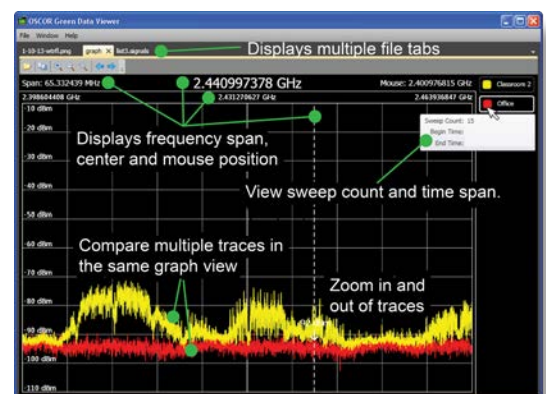 OSCOR Green Data Viewer
File Window Help
1-10-13-wbfl.png graph X list3.signals Displays multiple file tabs
Span: 65.332439 MHz 2.440997378 GHz Mouse: 2.400976815 GHz Classroom 2
2.398604408 GHz 2.431270627 GHz 2.463936847 GHz Office
-10 dBm
Sweep Count: 15
Begin Time:
End Time:
Displays frequency span,
center and mouse position
-30 dBm
View sweep count and time span.
-40 dBm
-50 dBm
-60 dBm
Compare multiple traces in
the same graph view
-70 dBm
Zoom in and
out of traces
-80 dBm
-90 dBm
-100 dBm
-110 dBm